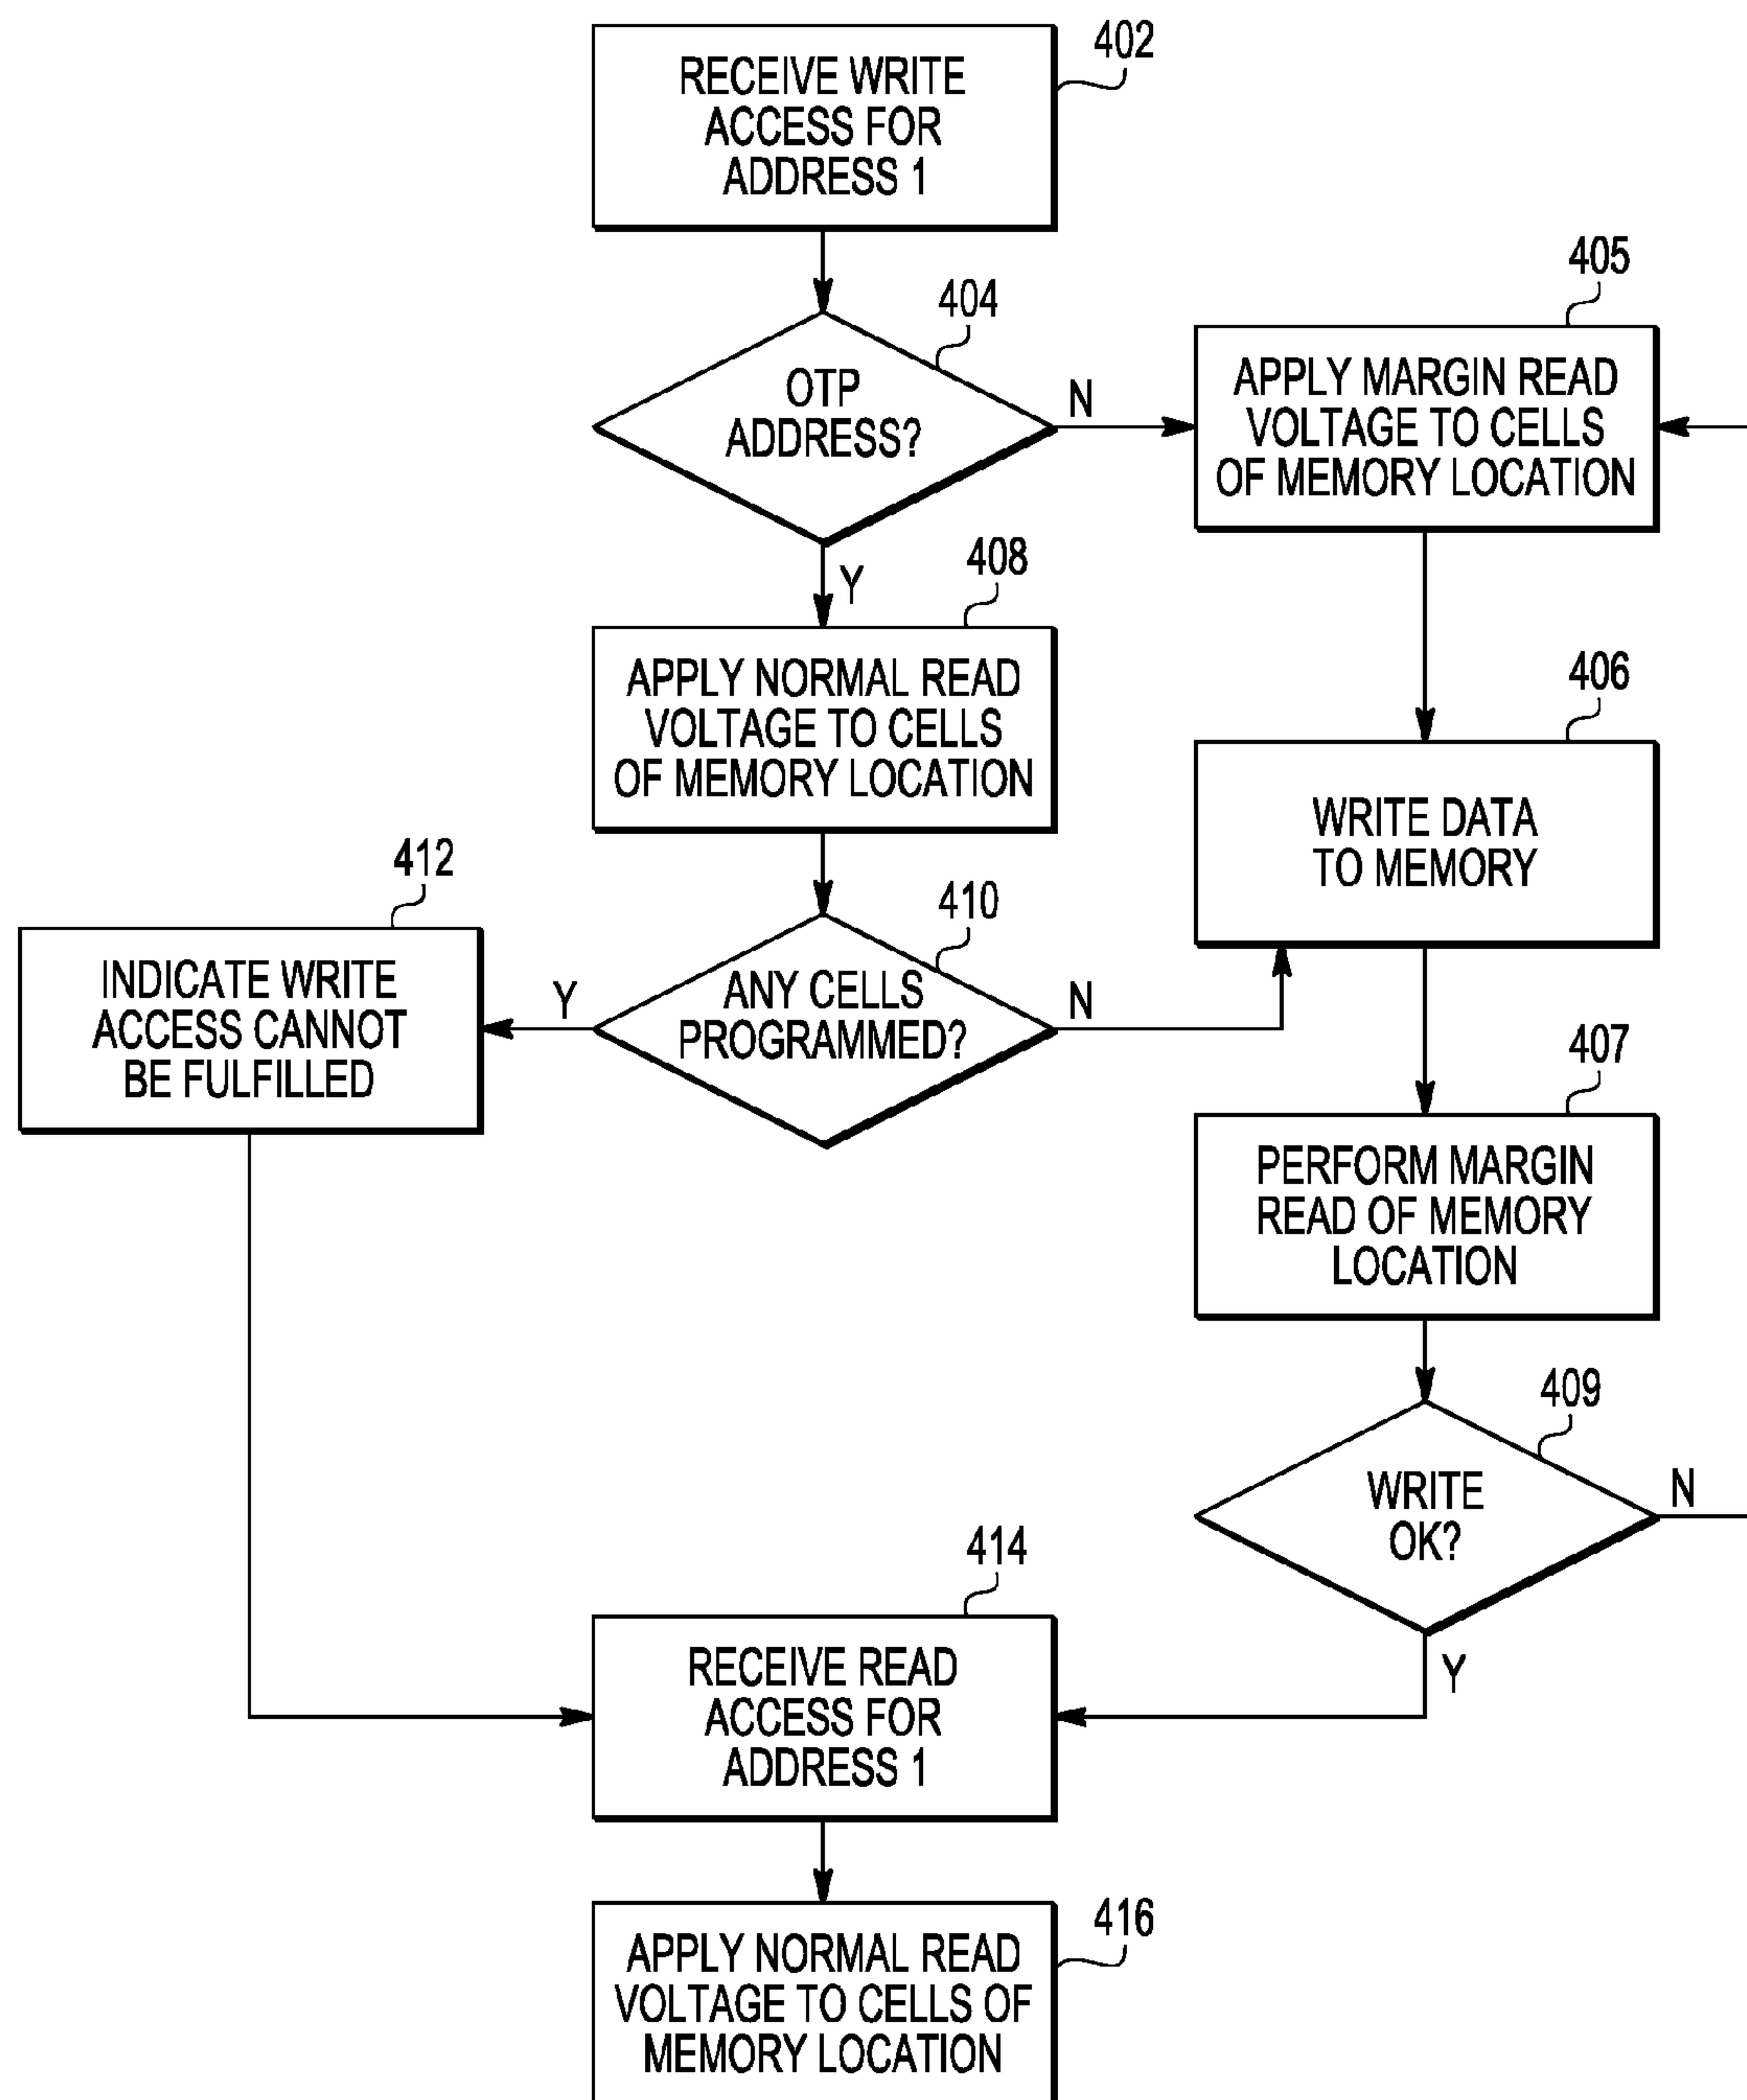 402
RECEIVE WRITE
ACCESS FOR
ADDRESS 1
404
OTP
ADDRESS?
N
Y
405
APPLY MARGIN READ
VOLTAGE TO CELLS
OF MEMORY LOCATION
408
APPLY NORMAL READ
VOLTAGE TO CELLS
OF MEMORY LOCATION
406
WRITE DATA
TO MEMORY
412
INDICATE WRITE
ACCESS CANNOT
BE FULFILLED
410
Y
ANY CELLS
PROGRAMMED?
N
407
PERFORM MARGIN
READ OF MEMORY
LOCATION
409
WRITE
OK?
N
Y
414
RECEIVE READ
ACCESS FOR
ADDRESS 1
416
APPLY NORMAL READ
VOLTAGE TO CELLS OF
MEMORY LOCATION